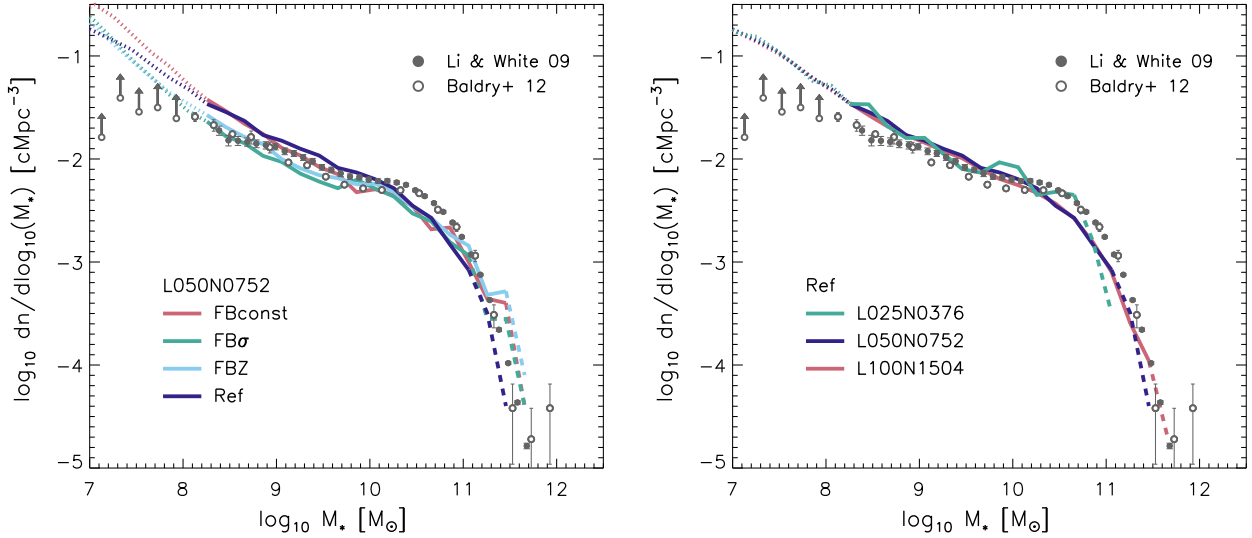 Li & White 09
Baldry+ 12
L050N0752
FBconst
FBσ
FBZ
Ref
-1
-2
-3
-4
-5
7 8 9 10 11 12
log₁₀ dn/dlog₁₀(M*) [cMpc⁻³]
log₁₀ M* [M⊙]
Li & White 09
Baldry+ 12
Ref
L025N0376
L050N0752
L100N1504
-1
-2
-3
-4
-5
7 8 9 10 11 12
log₁₀ dn/dlog₁₀(M*) [cMpc⁻³]
log₁₀ M* [M⊙]